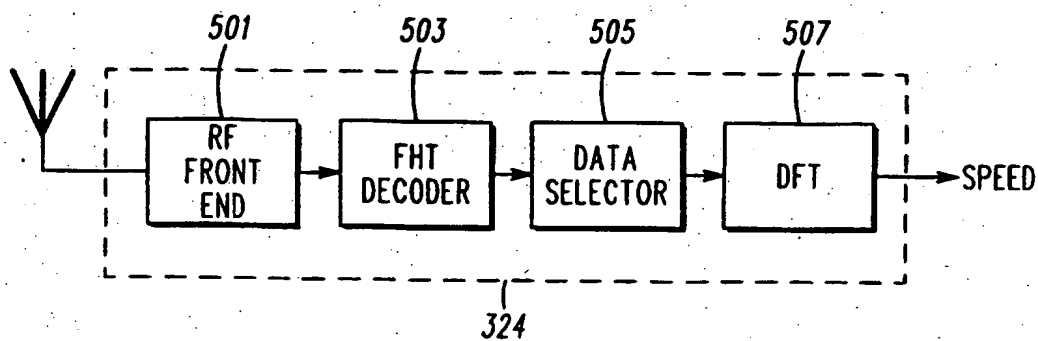 501
503
505
507
RF
FRONT
END
FHT
DECODER
DATA
SELECTOR
DFT
SPEED
324